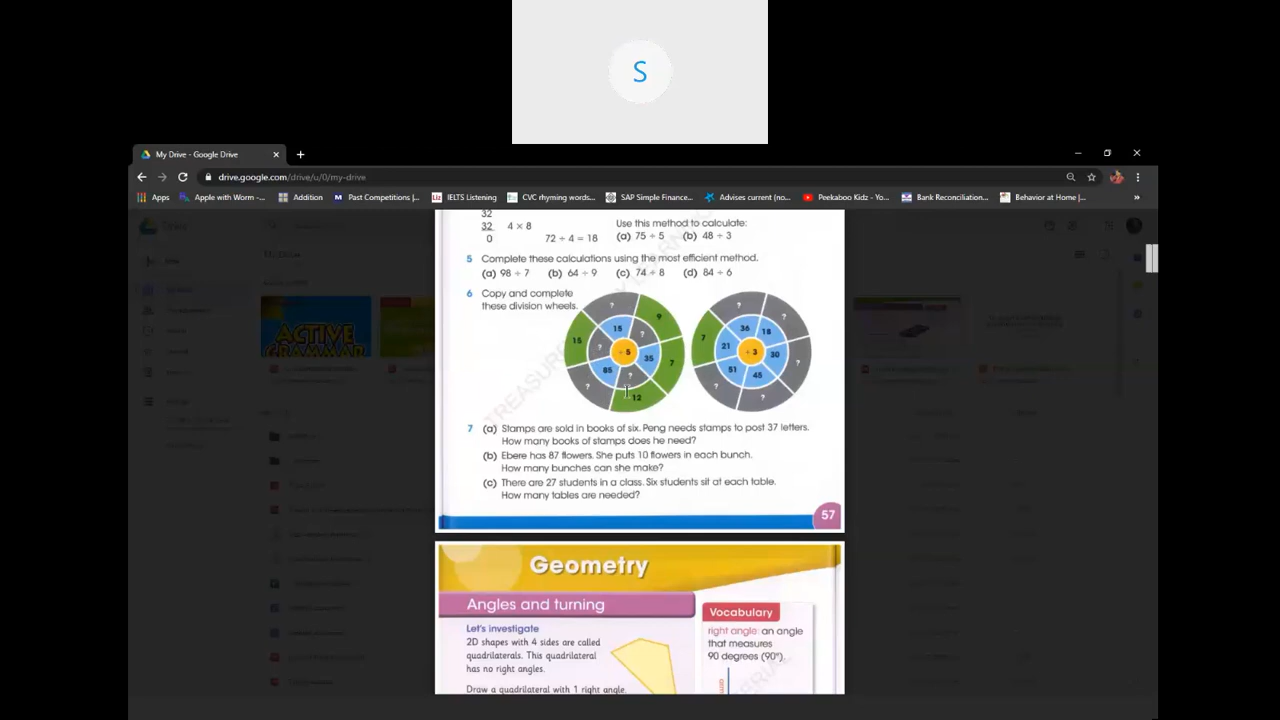 S
My Drive - Google Drive
drive.google.com/drive/u/0/my-drive
Apps
Apple with Worm -...
Addition
Past Competitions |...
Liz
IELTS Listening
CVC rhyming words...
SAP Simple Finance...
Advises current (no...
Peekaboo Kidz - Yo...
Bank Reconciliation...
Behavior at Home |...
»
32
32 4 × 8
0 72 ÷ 4 = 18
Use this method to calculate:
(a) 75 ÷ 5 (b) 48 ÷ 3
5 Complete these calculations using the most efficient method.
(a) 98 ÷ 7 (b) 64 ÷ 9 (c) 74 ÷ 8 (d) 84 ÷ 6
6 Copy and complete
these division wheels.
? 9
15 ?
15 ? ÷ 5 35 7
85 ?
? 12
? ?
36 18
7 21 ÷ 3 30 ?
51 45
? ?
7 (a) Stamps are sold in books of six. Peng needs stamps to post 37 letters.
How many books of stamps does he need?
(b) Ebere has 87 flowers. She puts 10 flowers in each bunch.
How many bunches can she make?
(c) There are 27 students in a class. Six students sit at each table.
How many tables are needed?
57
ACTIVE
Geometry
Angles and turning
Let's investigate
2D shapes with 4 sides are called
quadrilaterals. This quadrilateral
has no right angles.
Draw a quadrilateral with 1 right angle.
Vocabulary
right angle: an angle
that measures
90 degrees (90°).